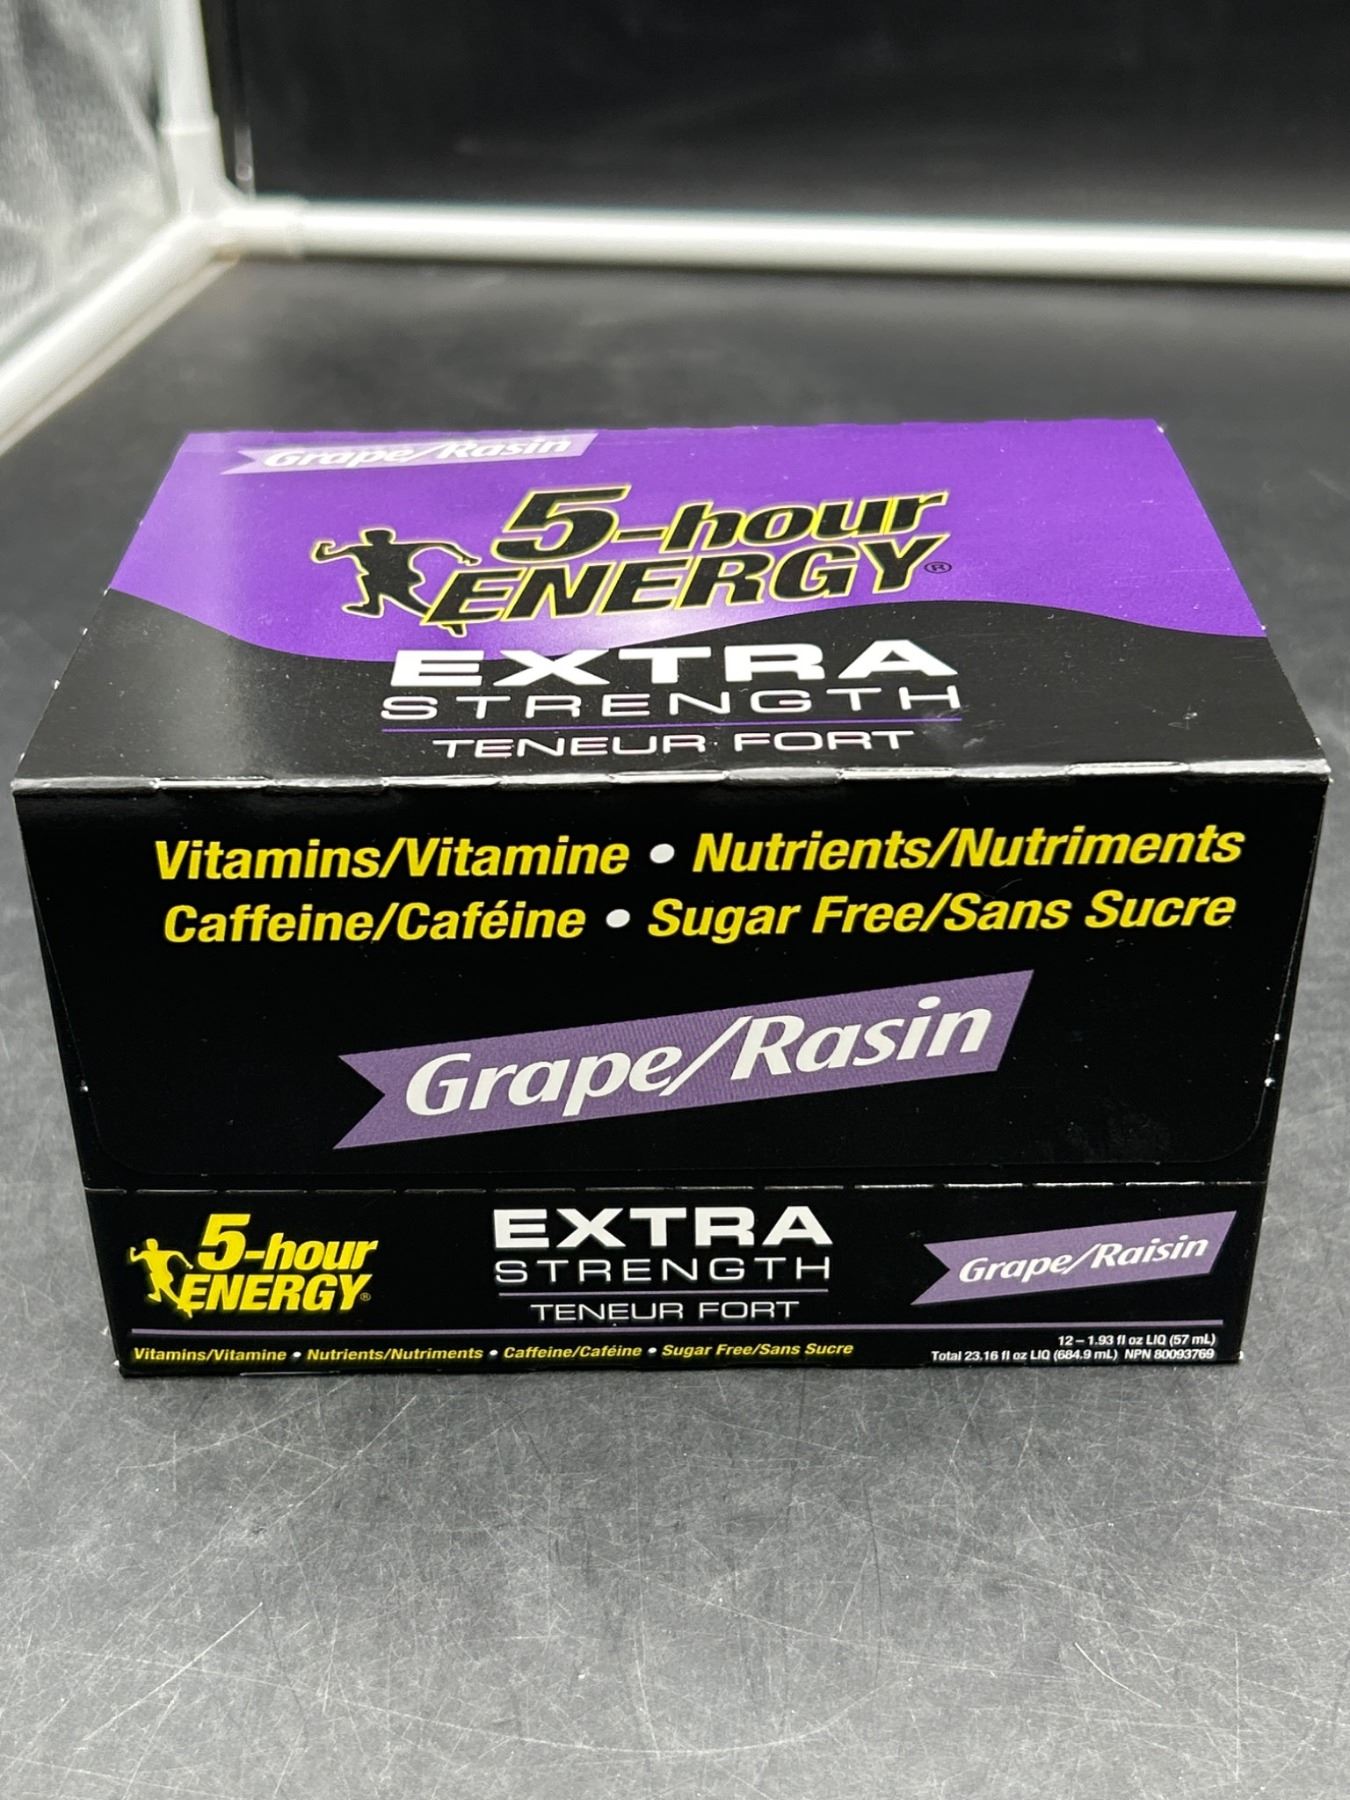 Grape/Rasin
5-hour
ENERGY®
EXTRA
STRENGTH
TENEUR FORT
Vitamins/Vitamine • Nutrients/Nutriments
Caffeine/Caféine • Sugar Free/Sans Sucre
Grape/Rasin
5-hour
ENERGY®
EXTRA
STRENGTH
TENEUR FORT
Grape/Raisin
Vitamins/Vitamine • Nutrients/Nutriments • Caffeine/Caféine • Sugar Free/Sans Sucre
12 – 1.93 fl oz LIQ (57 mL)
Total 23.16 fl oz LIQ (684.9 mL) NPN 80093769